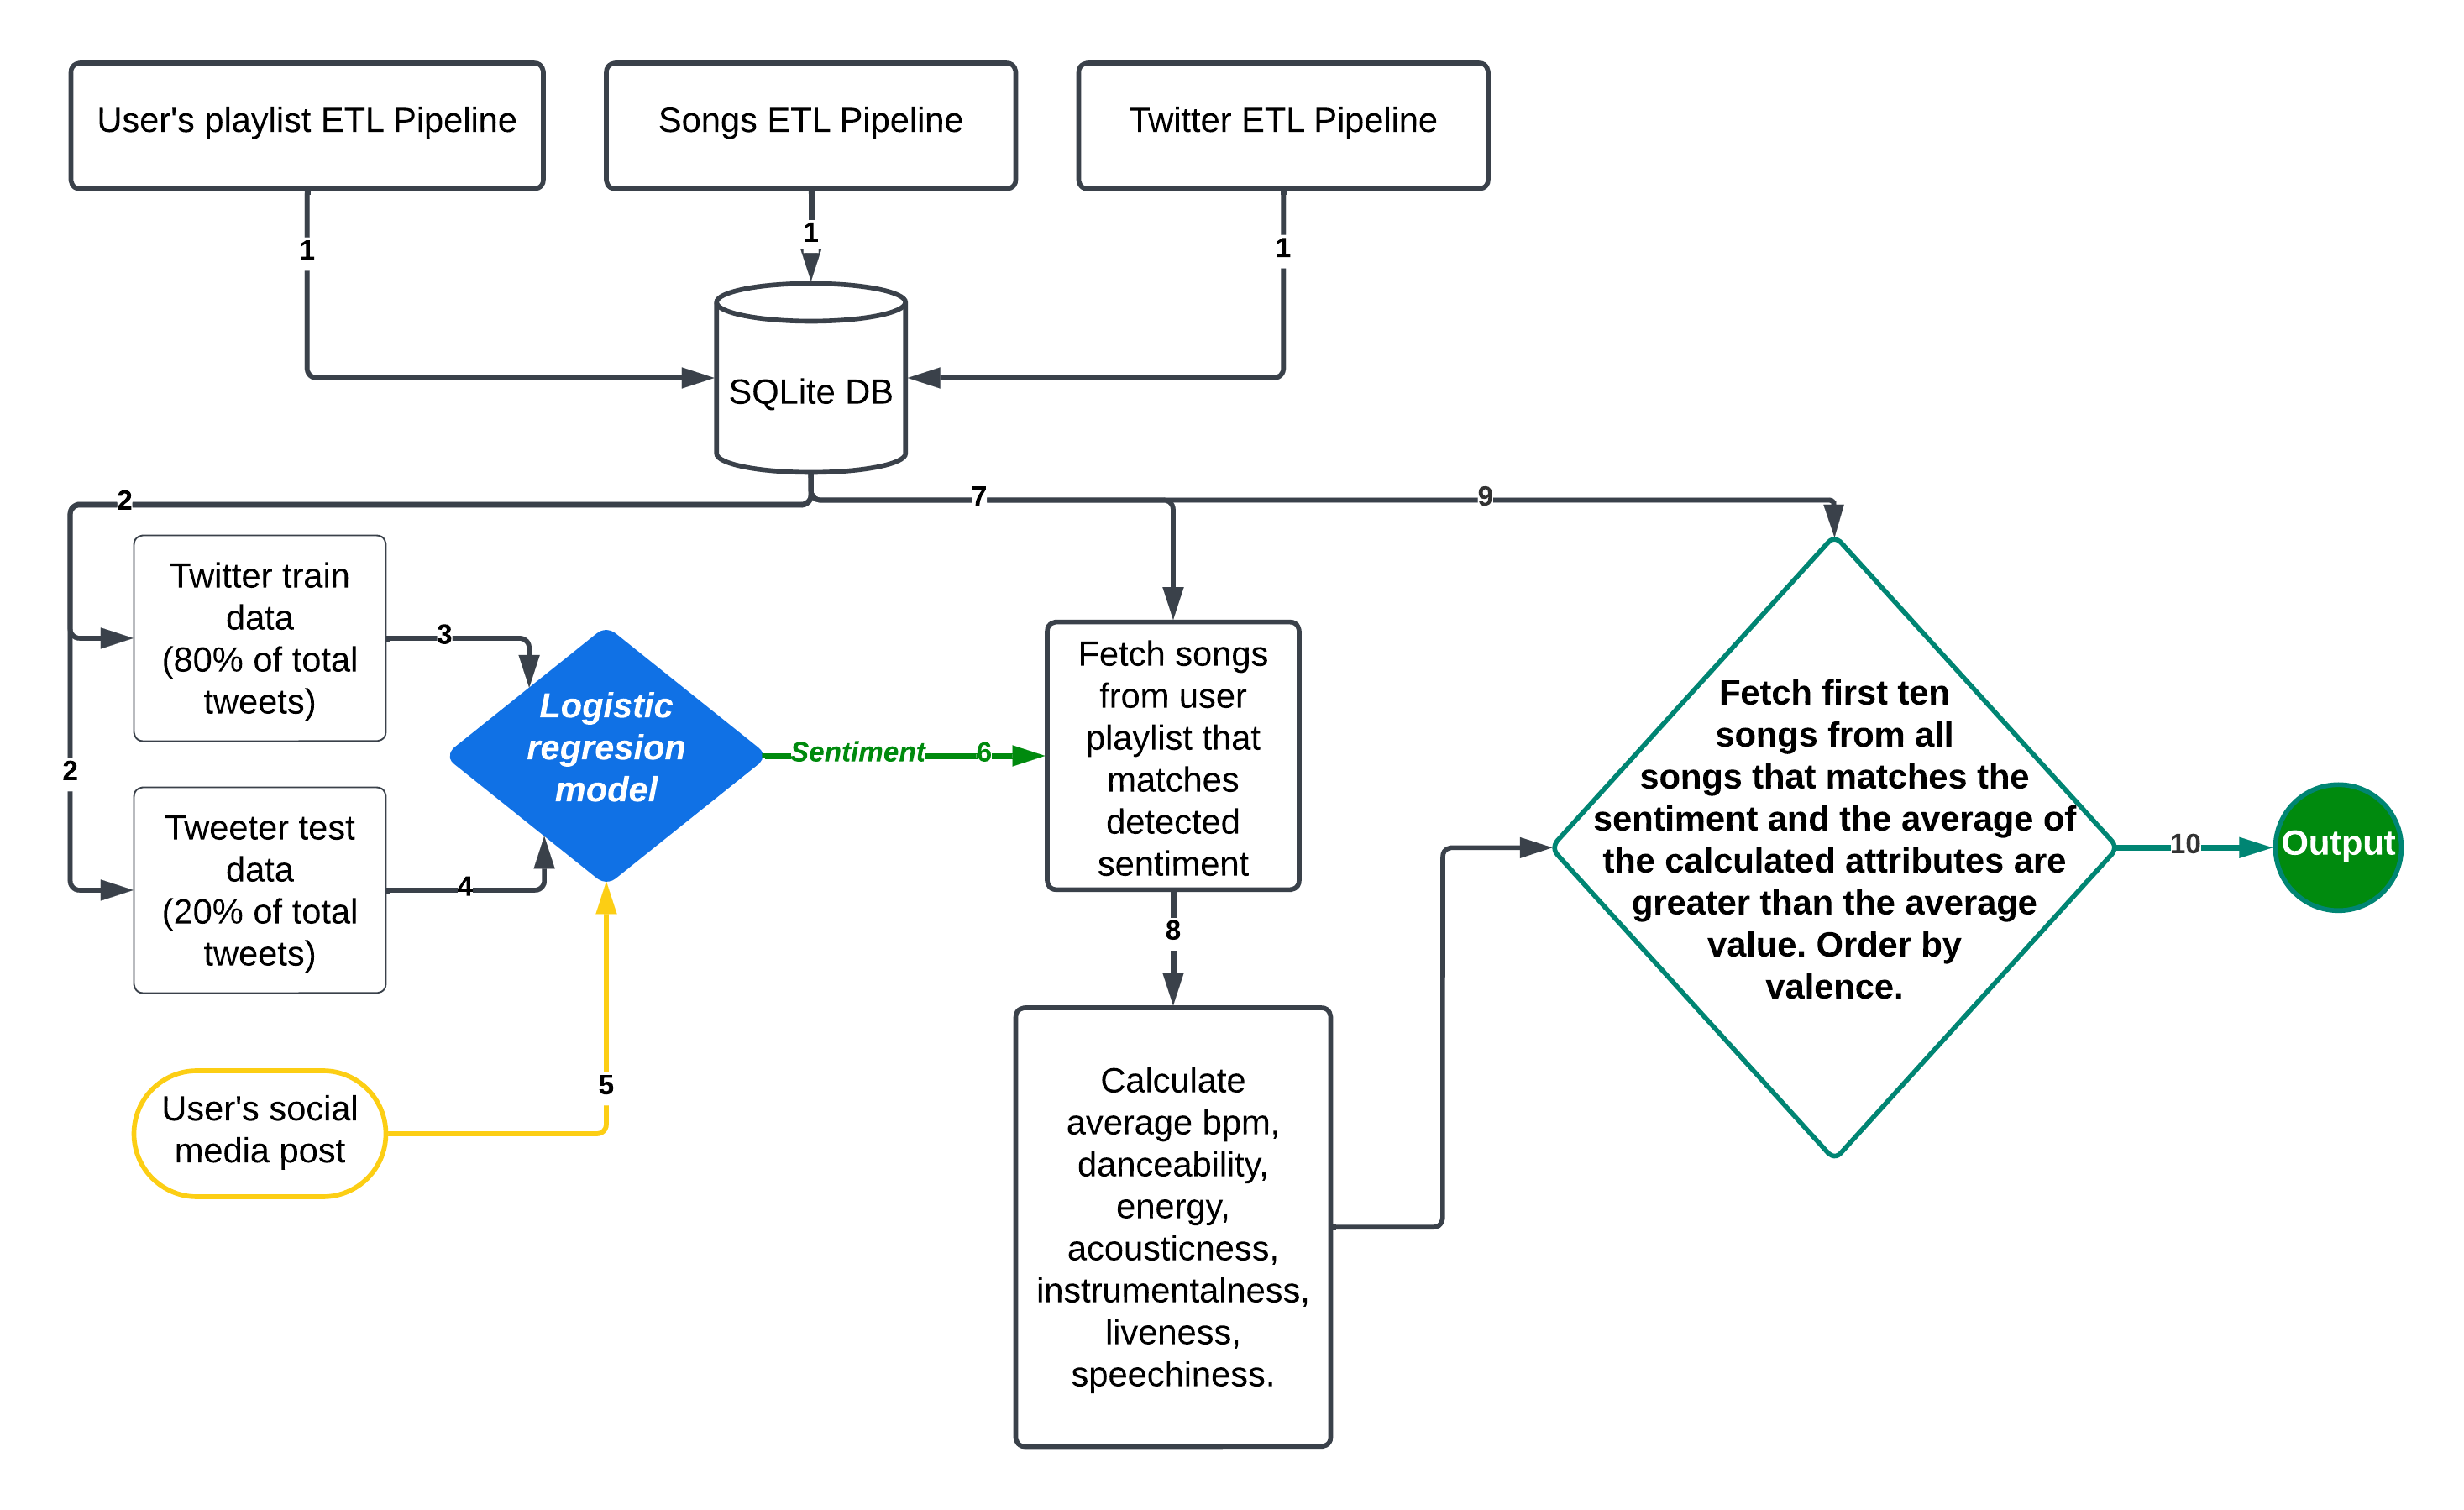 User's playlist ETL Pipeline
Songs ETL Pipeline
Twitter ETL Pipeline
1
1
1
SQLite DB
2
7
9
Twitter train
data
(80% of total
tweets)
3
2
Tweeter test
data
(20% of total
tweets)
4
Logistic
regresion
model
User's social
media post
5
Sentiment
6
Fetch songs
from user
playlist that
matches
detected
sentiment
8
Calculate
average bpm,
danceability,
energy,
acousticness,
instrumentalness,
liveness,
speechiness.
Fetch first ten
songs from all
songs that matches the
sentiment and the average of
the calculated attributes are
greater than the average
value. Order by
valence.
10
Output